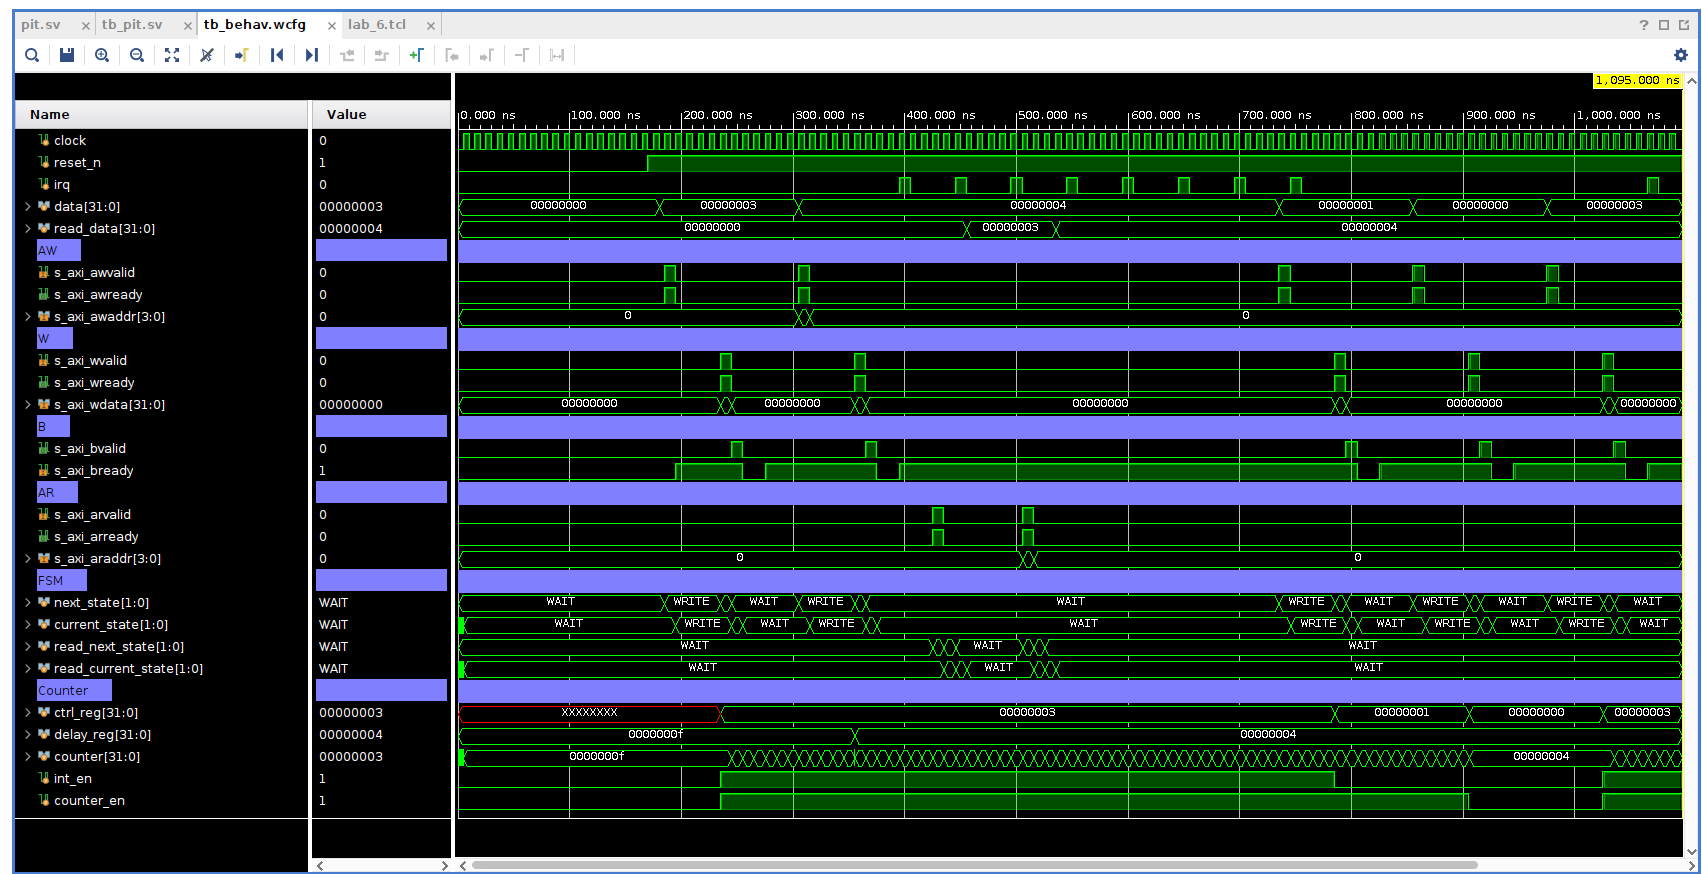 pit.sv × tb_pit.sv × tb_behav.wcfg × lab_6.tcl ×
?
1,095.000 ns
Name Value
0.000 ns 100.000 ns 200.000 ns 300.000 ns 400.000 ns 500.000 ns 600.000 ns 700.000 ns 800.000 ns 900.000 ns 1,000.000 ns
clock 0
reset_n 1
irq 0
data[31:0] 00000003 00000000 00000003 00000004 00000001 00000000 00000003
read_data[31:0] 00000004 00000000 00000003 00000004
AW
s_axi_awvalid 0
s_axi_awready 0
s_axi_awaddr[3:0] 0 0 0
W
s_axi_wvalid 0
s_axi_wready 0
s_axi_wdata[31:0] 00000000 00000000 00000000 00000000 00000000 00000000
B
s_axi_bvalid 0
s_axi_bready 1
AR
s_axi_arvalid 0
s_axi_arready 0
s_axi_araddr[3:0] 0 0 0
FSM
next_state[1:0] WAIT WAIT WRITE WAIT WRITE WAIT WRITE WAIT WRITE WAIT WRITE WAIT
current_state[1:0] WAIT WAIT WRITE WAIT WRITE WAIT WRITE WAIT WRITE WAIT WRITE WAIT
read_next_state[1:0] WAIT WAIT WAIT WAIT
read_current_state[1:0] WAIT WAIT WAIT WAIT
Counter
ctrl_reg[31:0] 00000003 XXXXXXXX 00000003 00000001 00000000 00000003
delay_reg[31:0] 00000004 0000000f 00000004
counter[31:0] 00000003 0000000f 00000004
int_en 1
counter_en 1